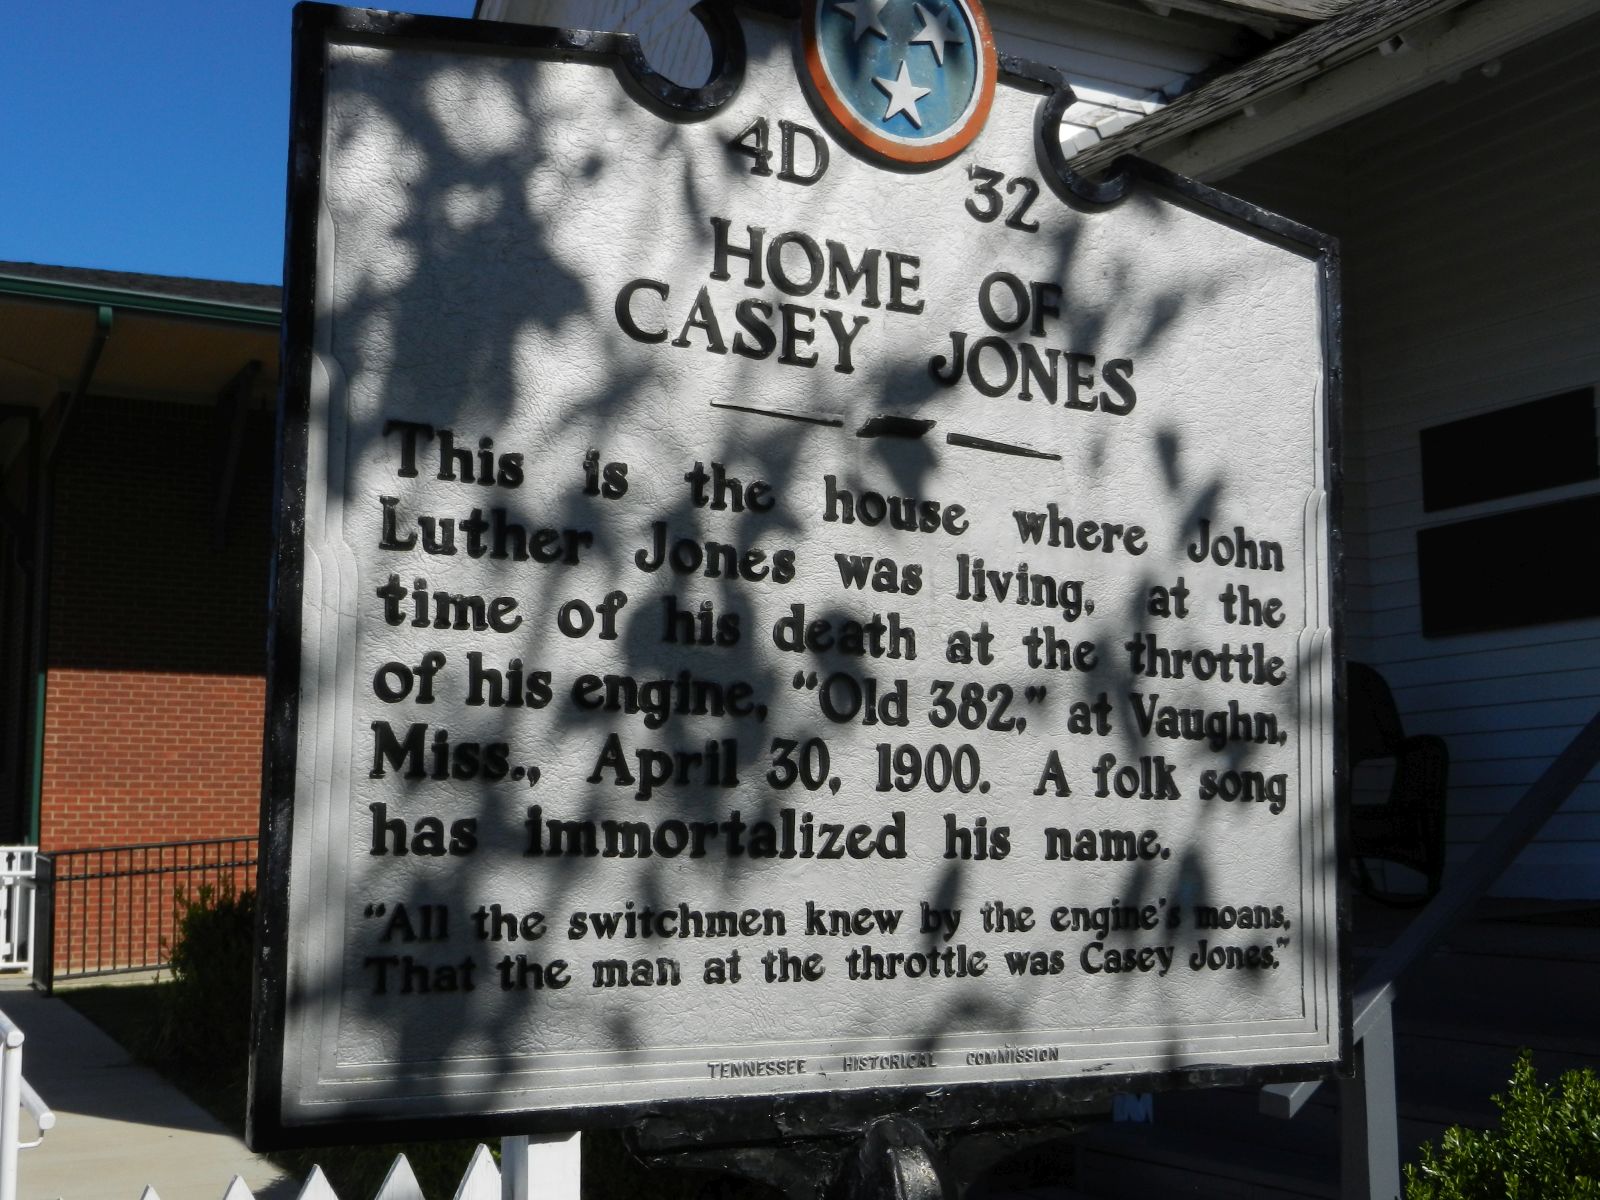 4D 32
HOME OF
CASEY JONES
This is the house where John
Luther Jones was living, at the
time of his death at the throttle
of his engine, “Old 382,” at Vaughn,
Miss., April 30, 1900. A folk song
has immortalized his name.
“All the switchmen knew by the engine's moans,
That the man at the throttle was Casey Jones.”
TENNESSEE HISTORICAL COMMISSION